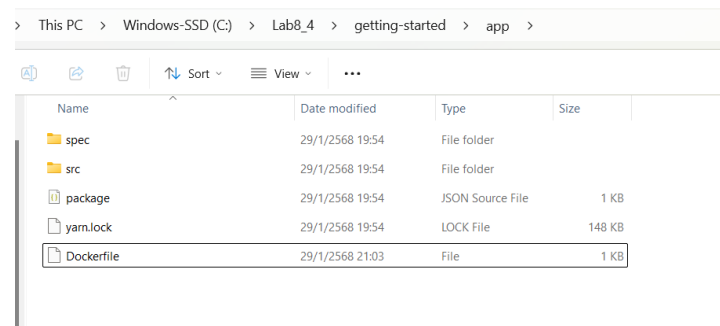 This PC > Windows-SSD (C:) > Lab8_4 > getting-started > app >
Sort View ...
Name Date modified Type Size
spec 29/1/2568 19:54 File folder
src 29/1/2568 19:54 File folder
package 29/1/2568 19:54 JSON Source File 1 KB
yarn.lock 29/1/2568 19:54 LOCK File 148 KB
Dockerfile 29/1/2568 21:03 File 1 KB